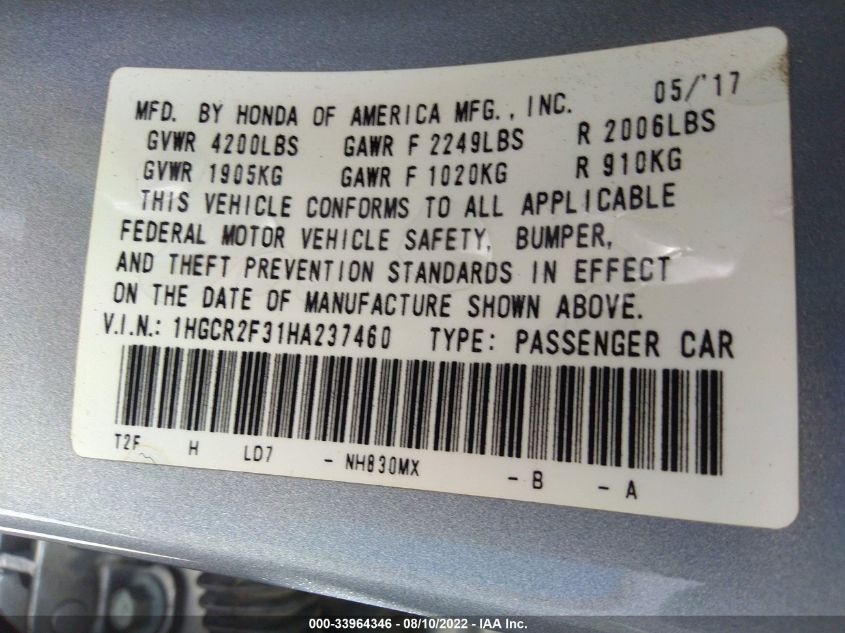 MFD. BY HONDA OF AMERICA MFG., INC. 05/'17
GVWR 4200LBS GAWR F 2249LBS R 2006LBS
GVWR 1905KG GAWR F 1020KG R 910KG
THIS VEHICLE CONFORMS TO ALL APPLICABLE
FEDERAL MOTOR VEHICLE SAFETY, BUMPER,
AND THEFT PREVENTION STANDARDS IN EFFECT
ON THE DATE OF MANUFACTURE SHOWN ABOVE.
V.I.N.: 1HGCR2F31HA237460 TYPE: PASSENGER CAR
T2F H LD7 - NH830MX - B - A
000-33964346 - 08/10/2022 - IAA Inc.